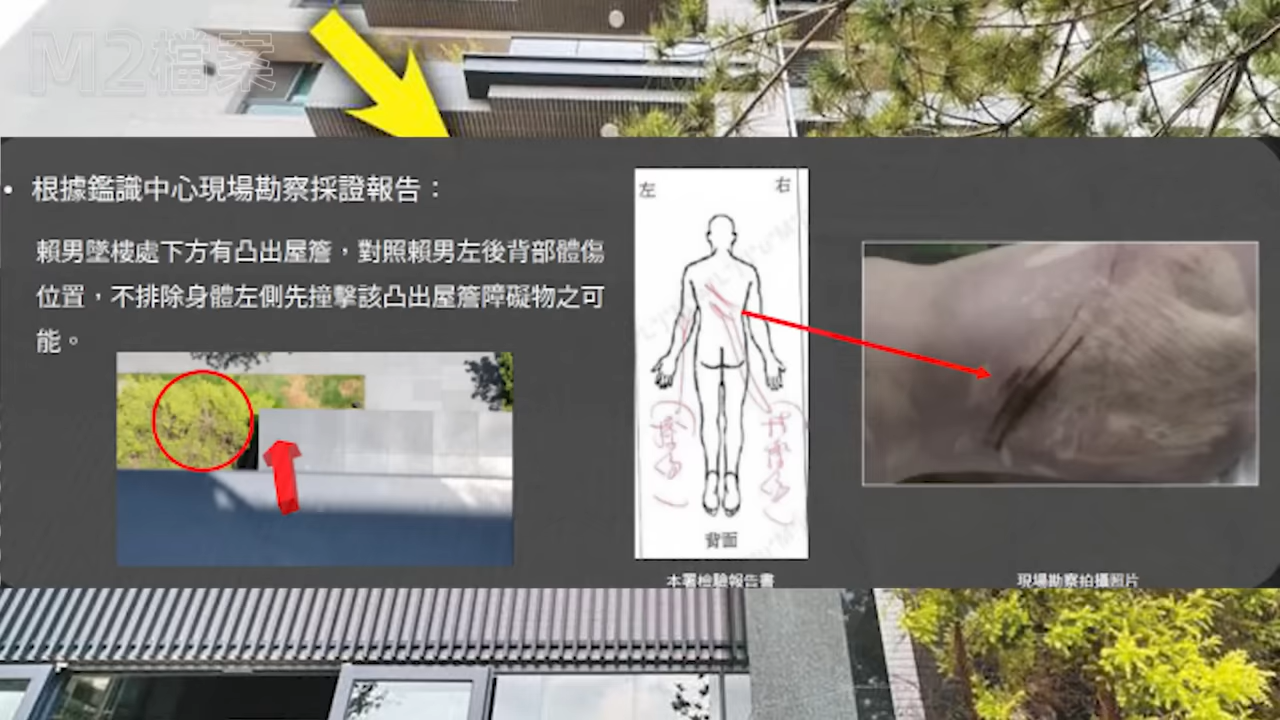 M2檔案
• 根據鑑識中心現場勘察採證報告：
賴男墜樓處下方有凸出屋簷，對照賴男左後背部體傷
位置，不排除身體左側先撞擊該凸出屋簷障礙物之可
能。
左 右
背面
本署檢驗報告書
現場勘察拍攝照片